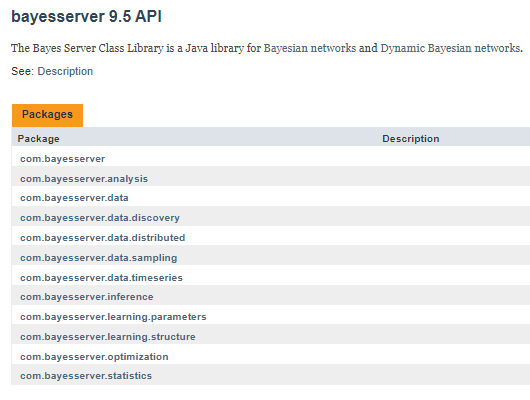 bayesserver 9.5 API
The Bayes Server Class Library is a Java library for Bayesian networks and Dynamic Bayesian networks.
See: Description
Packages
Package Description
com.bayesserver
com.bayesserver.analysis
com.bayesserver.data
com.bayesserver.data.discovery
com.bayesserver.data.distributed
com.bayesserver.data.sampling
com.bayesserver.data.timeseries
com.bayesserver.inference
com.bayesserver.learning.parameters
com.bayesserver.learning.structure
com.bayesserver.optimization
com.bayesserver.statistics